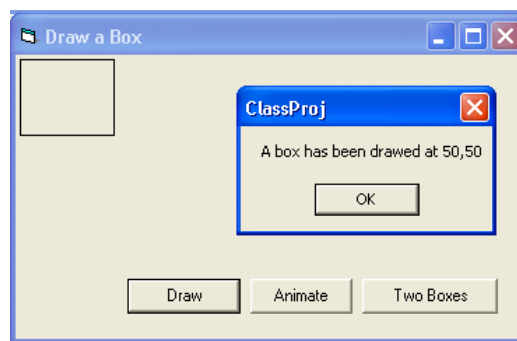 Draw a Box
ClassProj
A box has been drawed at 50,50
OK
Draw Animate Two Boxes